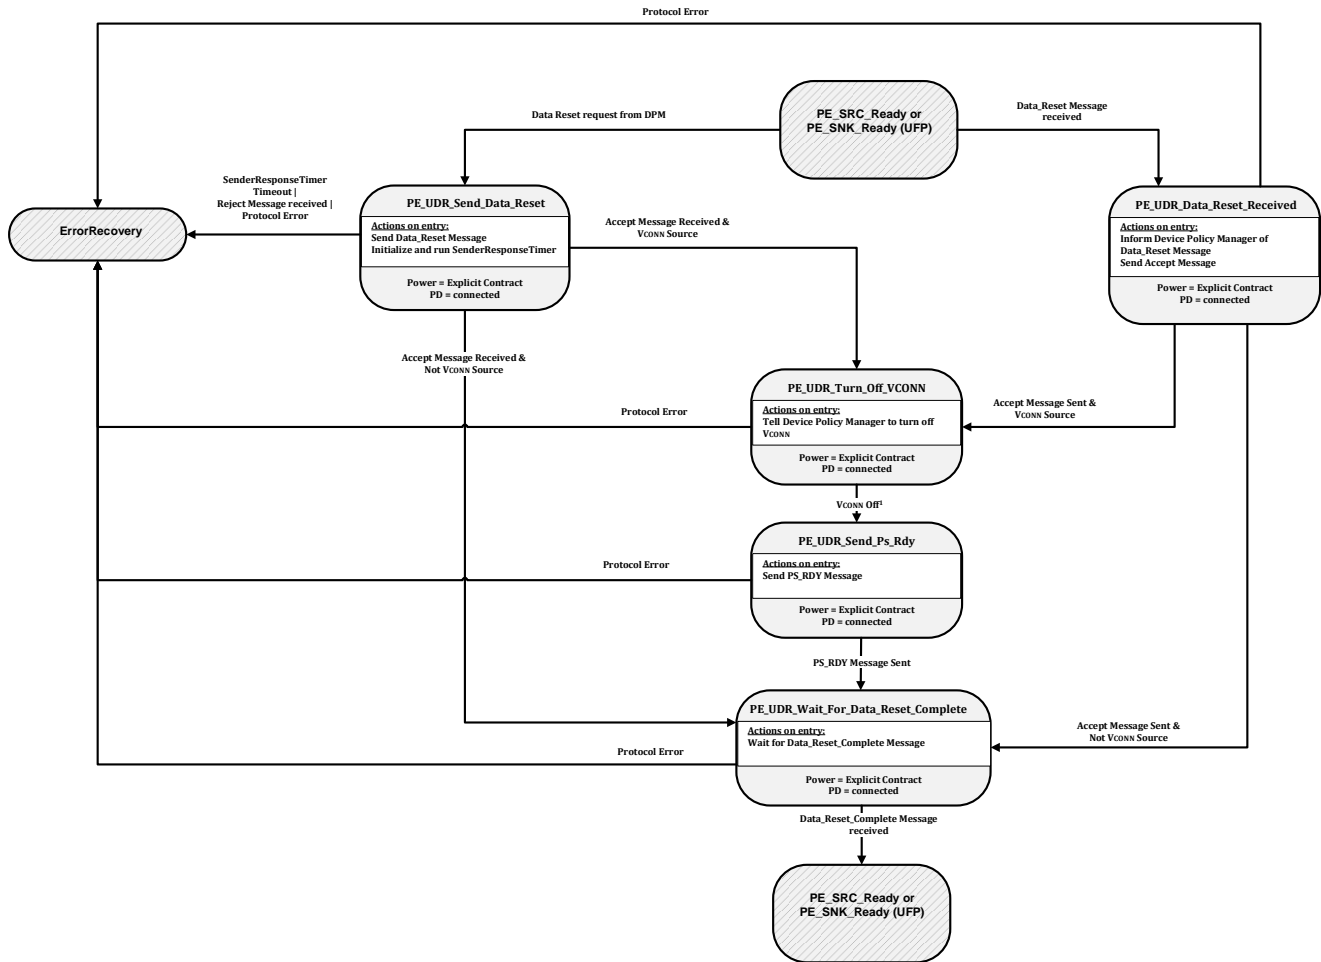 Protocol Error
PE_SRC_Ready or
PE_SNK_Ready (UFP)
Data Reset request from DPM
Data_Reset Message
received
SenderResponseTimer
Timeout |
Reject Message received |
Protocol Error
ErrorRecovery
PE_UDR_Send_Data_Reset
Actions on entry:
Send Data_Reset Message
Initialize and run SenderResponseTimer
Power = Explicit Contract
PD = connected
Accept Message Received &
VCONN Source
PE_UDR_Data_Reset_Received
Actions on entry:
Inform Device Policy Manager of
Data_Reset Message
Send Accept Message
Power = Explicit Contract
PD = connected
Accept Message Received &
Not VCONN Source
PE_UDR_Turn_Off_VCONN
Actions on entry:
Tell Device Policy Manager to turn off
VCONN
Power = Explicit Contract
PD = connected
Accept Message Sent &
VCONN Source
Protocol Error
VCONN Off¹
PE_UDR_Send_Ps_Rdy
Actions on entry:
Send PS_RDY Message
Power = Explicit Contract
PD = connected
Protocol Error
PS_RDY Message Sent
PE_UDR_Wait_For_Data_Reset_Complete
Actions on entry:
Wait for Data_Reset_Complete Message
Power = Explicit Contract
PD = connected
Accept Message Sent &
Not VCONN Source
Protocol Error
Data_Reset_Complete Message
received
PE_SRC_Ready or
PE_SNK_Ready (UFP)